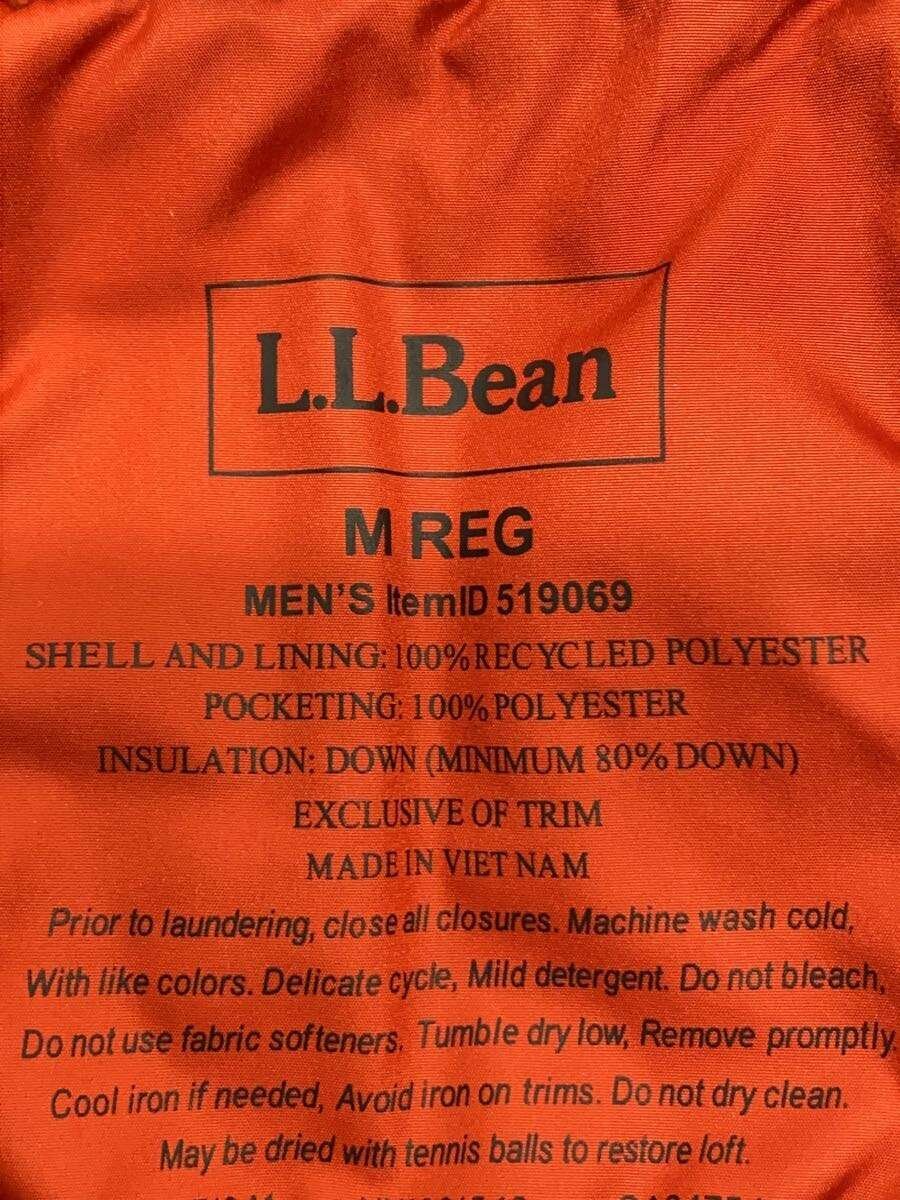 L.L.Bean
M REG
MEN'S ItemID 519069
SHELL AND LINING: 100% RECYCLED POLYESTER
POCKETING: 100% POLYESTER
INSULATION: DOWN (MINIMUM 80% DOWN)
EXCLUSIVE OF TRIM
MADE IN VIET NAM
Prior to laundering, close all closures. Machine wash cold,
With like colors. Delicate cycle, Mild detergent. Do not bleach,
Do not use fabric softeners. Tumble dry low, Remove promptly
Cool iron if needed, Avoid iron on trims. Do not dry clean.
May be dried with tennis balls to restore loft.